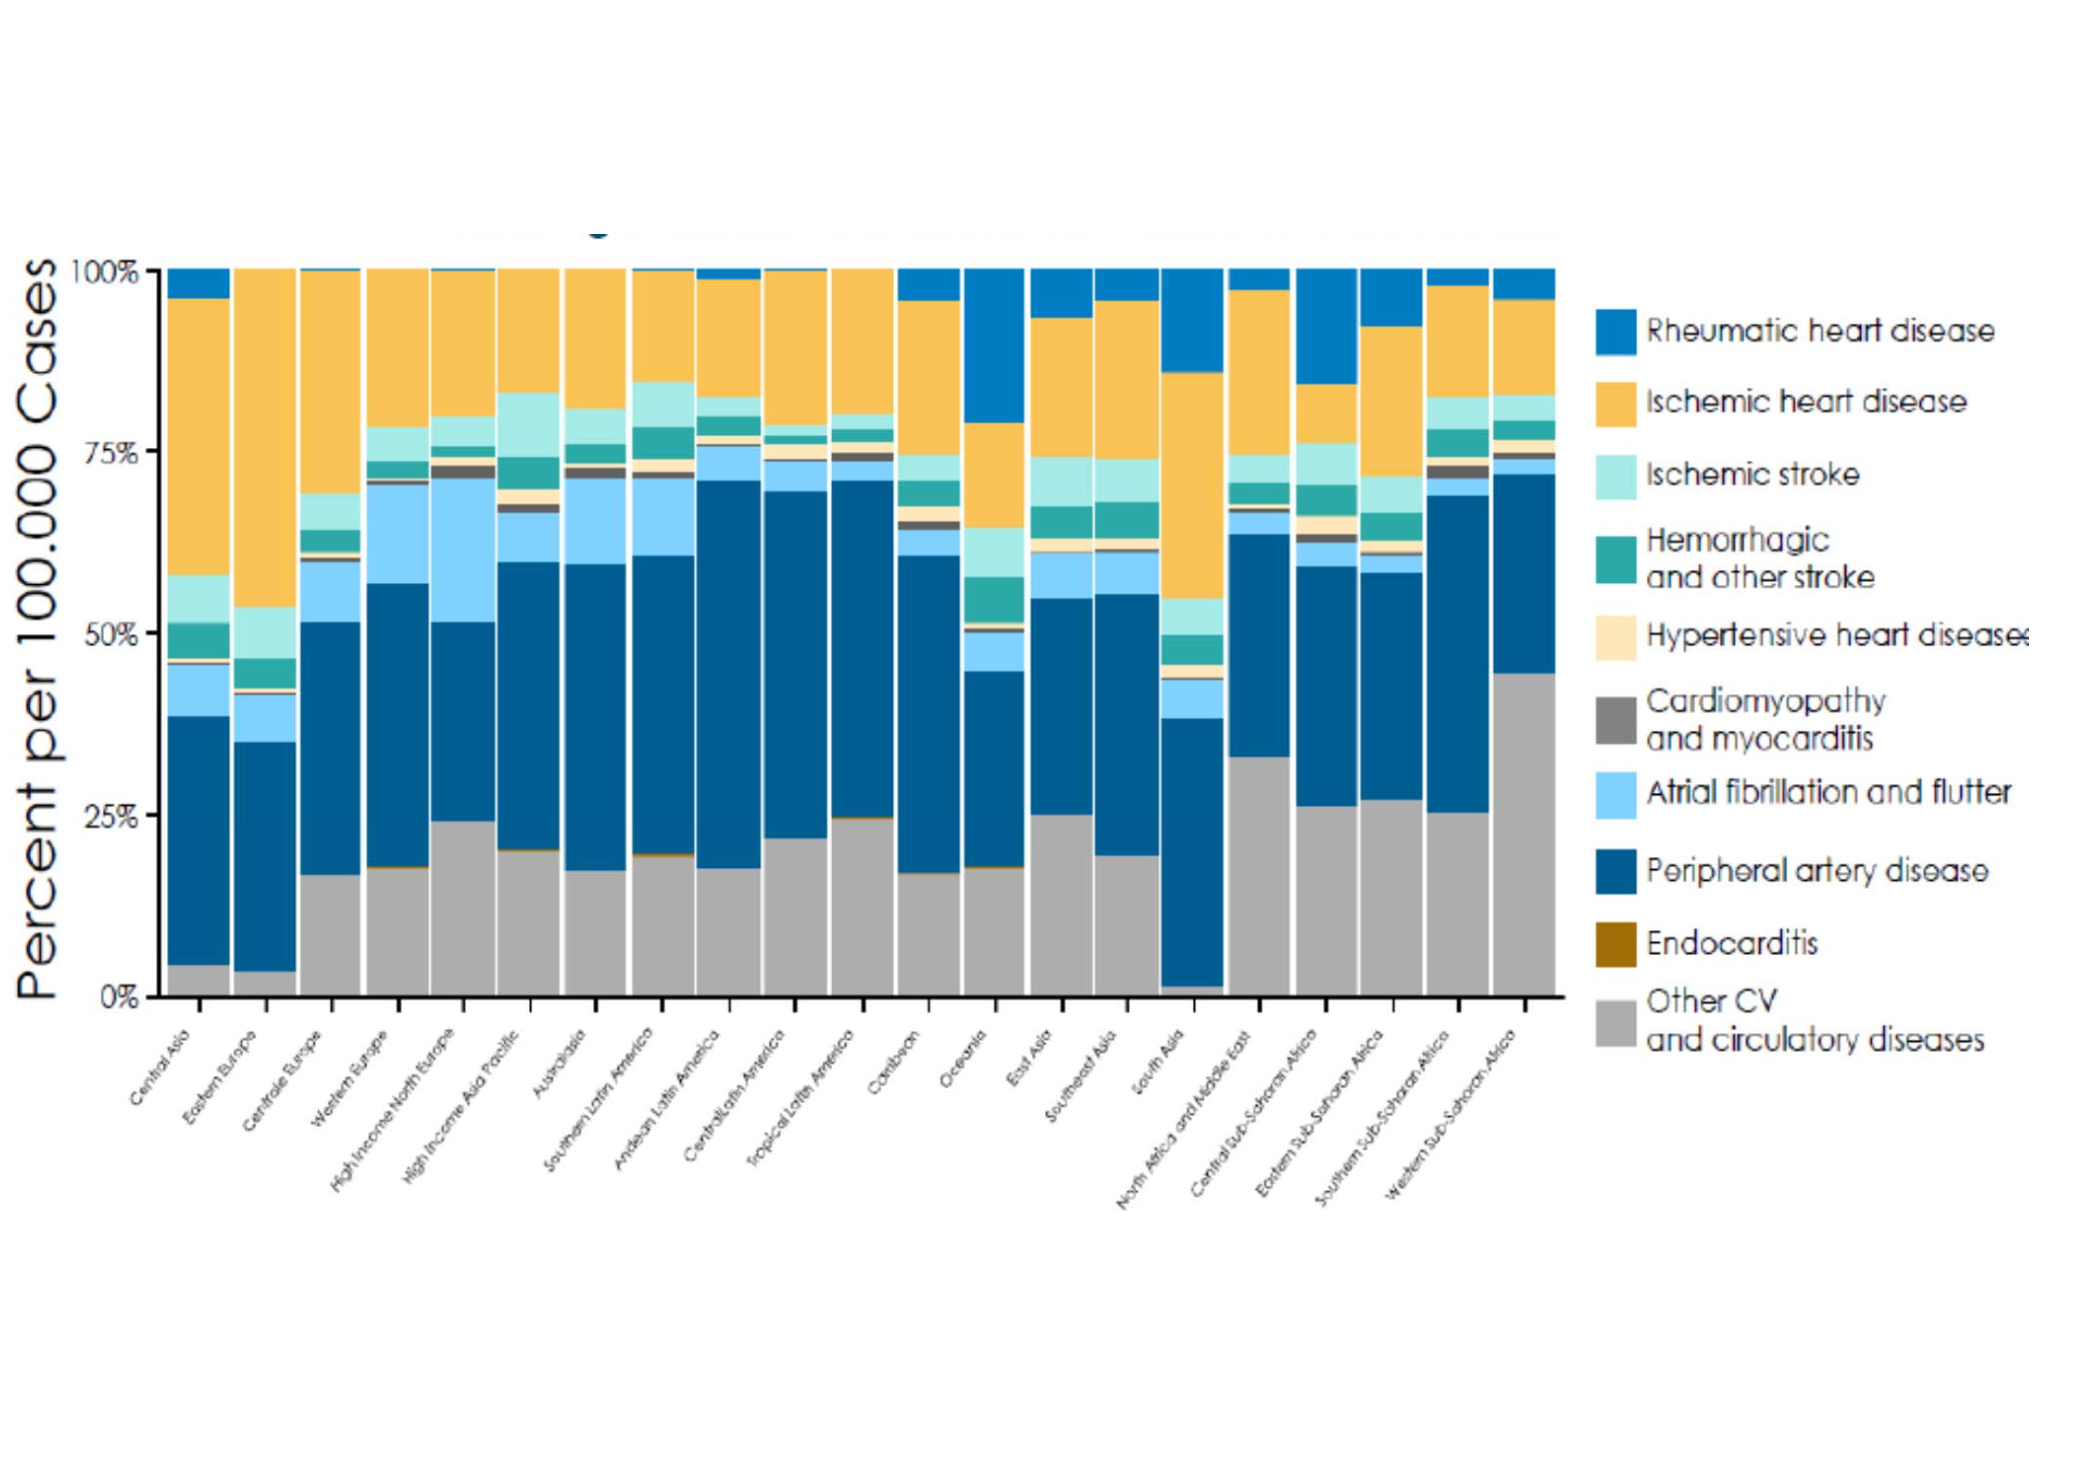 Percent per 100.000 Cases
100%
75%
50%
25%
0%
Central Asia
Eastern Europe
Centrale Europe
Western Europe
High Income North Europe
High Income Asia Pacific
Australasia
Southern Latin America
Andean Latin America
Central Latin America
Tropical Latin America
Caribbean
Oceania
East Asia
Southeast Asia
South Asia
North Africa and Middle East
Central Sub-Saharan Africa
Eastern Sub-Saharan Africa
Southern Sub-Saharan Africa
Western Sub-Saharan Africa
Rheumatic heart disease
Ischemic heart disease
Ischemic stroke
Hemorrhagic
and other stroke
Hypertensive heart diseases
Cardiomyopathy
and myocarditis
Atrial fibrillation and flutter
Peripheral artery disease
Endocarditis
Other CV
and circulatory diseases